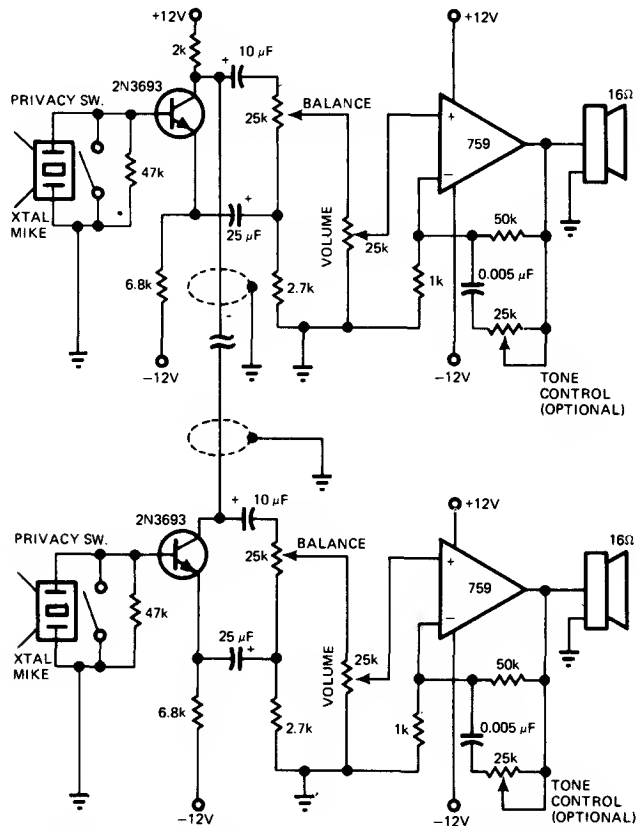 +12V
2k
10 µF
+
2N3693
PRIVACY SW.
BALANCE
25k
47k
XTAL
MIKE
+
25 µF
VOLUME
25k
6.8k
2.7k
-12V
+12V
16Ω
+
759
−
50k
1k
0.005 µF
25k
-12V
TONE
CONTROL
(OPTIONAL)
10 µF
+
2N3693
PRIVACY SW.
BALANCE
25k
47k
XTAL
MIKE
25 µF
+
VOLUME
25k
6.8k
2.7k
-12V
+12V
16Ω
+
759
−
50k
1k
0.005 µF
25k
-12V
TONE
CONTROL
(OPTIONAL)